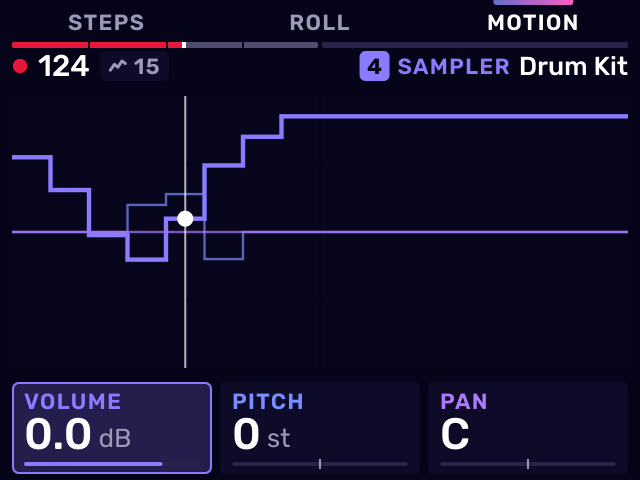 STEPS ROLL MOTION
124 15 4 SAMPLER Drum Kit
VOLUME PITCH PAN
0.0 dB 0 st C